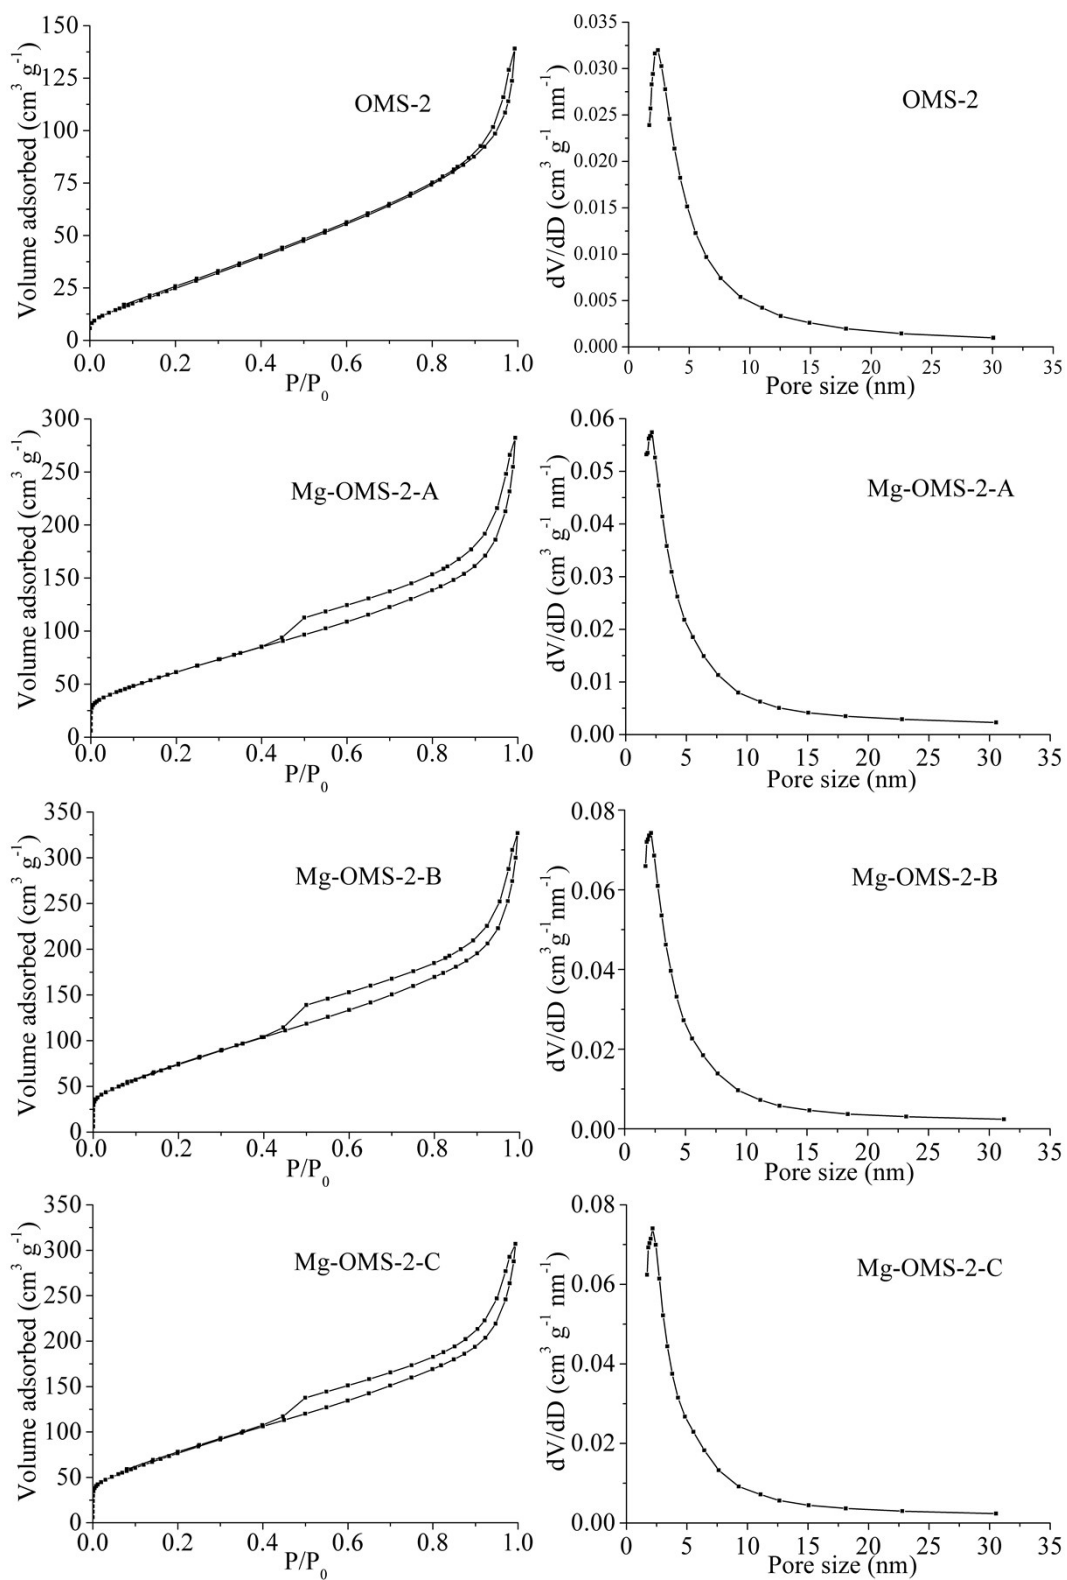 OMS-2
Volume adsorbed (cm³ g⁻¹)
150
125
100
75
50
25
0
0.0 0.2 0.4 0.6 0.8 1.0
P/P₀
OMS-2
dV/dD (cm³ g⁻¹ nm⁻¹)
0.035
0.030
0.025
0.020
0.015
0.010
0.005
0.000
0 5 10 15 20 25 30 35
Pore size (nm)
Mg-OMS-2-A
Volume adsorbed (cm³ g⁻¹)
300
250
200
150
100
50
0
0.0 0.2 0.4 0.6 0.8 1.0
P/P₀
Mg-OMS-2-A
dV/dD (cm³ g⁻¹ nm⁻¹)
0.06
0.05
0.04
0.03
0.02
0.01
0.00
0 5 10 15 20 25 30 35
Pore size (nm)
Mg-OMS-2-B
Volume adsorbed (cm³ g⁻¹)
350
300
250
200
150
100
50
0
0.0 0.2 0.4 0.6 0.8 1.0
P/P₀
Mg-OMS-2-B
dV/dD (cm³ g⁻¹nm⁻¹)
0.08
0.06
0.04
0.02
0.00
0 5 10 15 20 25 30 35
Pore size (nm)
Mg-OMS-2-C
Volume adsorbed (cm³ g⁻¹)
350
300
250
200
150
100
50
0
0.0 0.2 0.4 0.6 0.8 1.0
P/P₀
Mg-OMS-2-C
dV/dD (cm³ g⁻¹ nm⁻¹)
0.08
0.06
0.04
0.02
0.00
0 5 10 15 20 25 30 35
Pore size (nm)